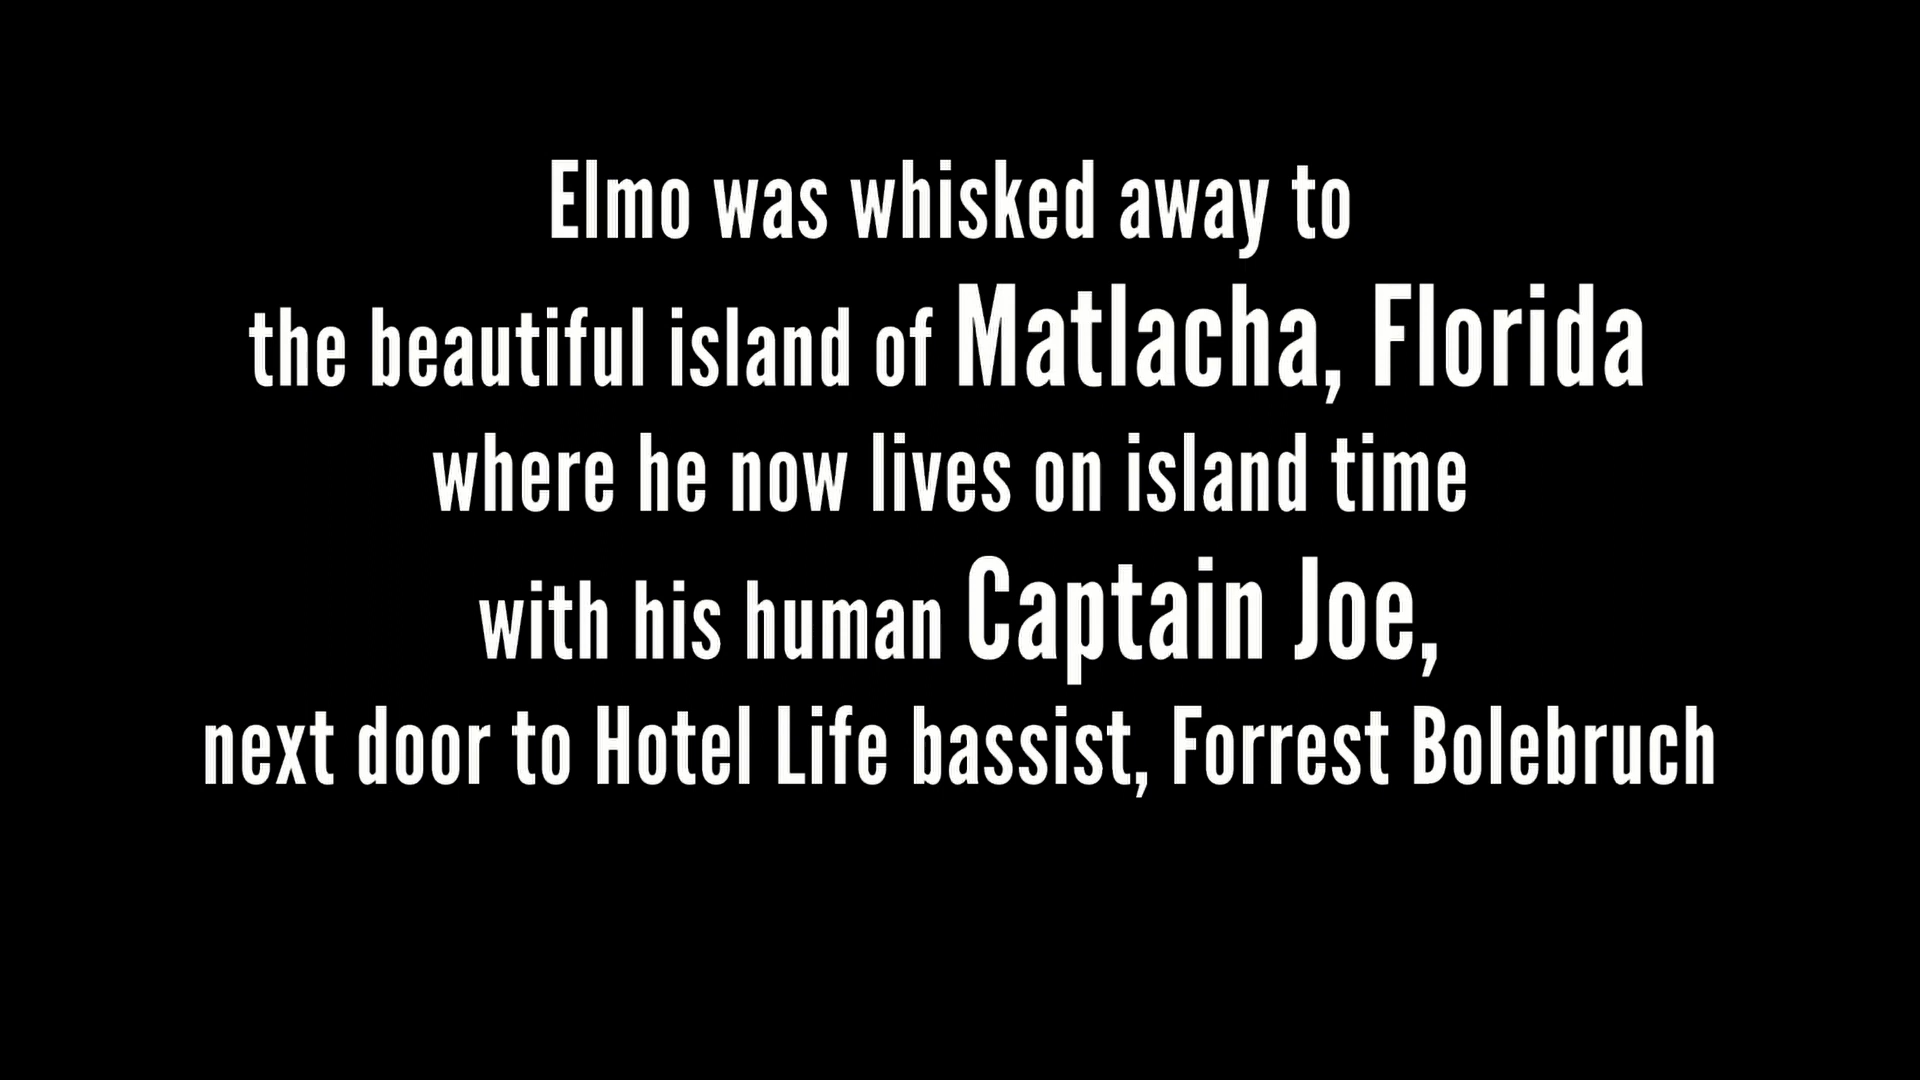 Elmo was whisked away to
the beautiful island of Matlacha, Florida
where he now lives on island time
with his human Captain Joe,
next door to Hotel Life bassist, Forrest Bolebruch